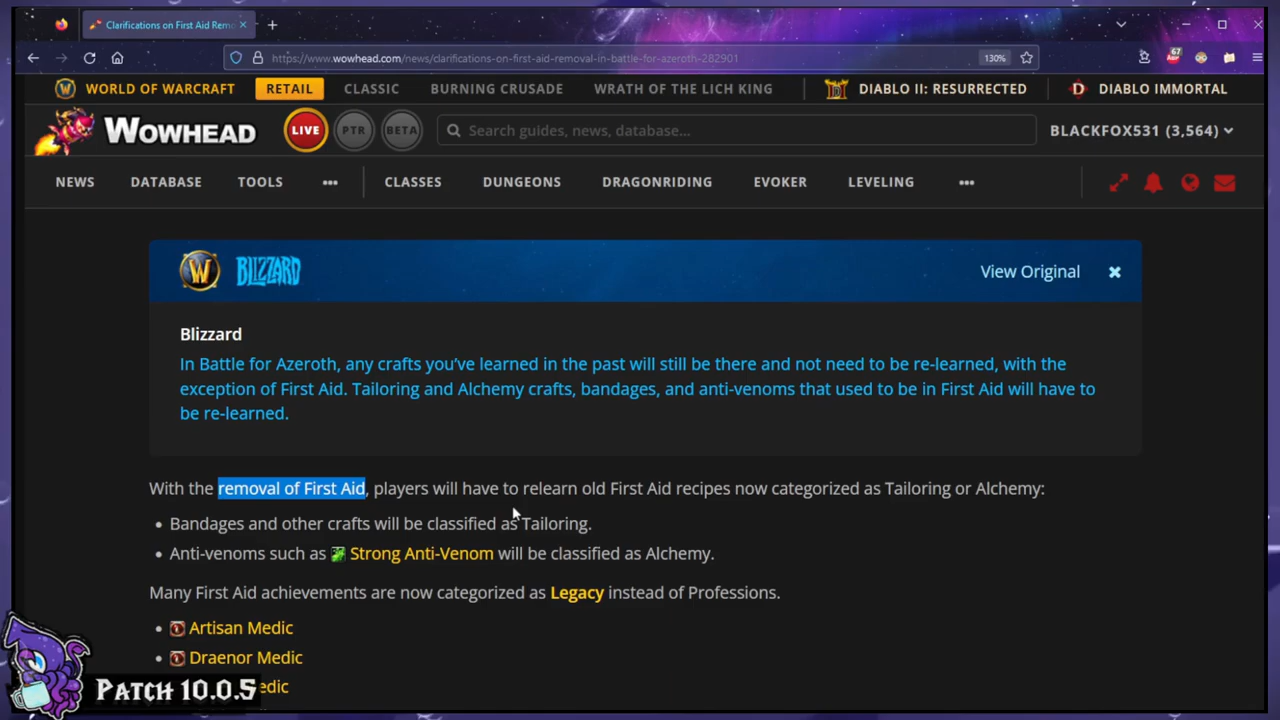 Clarifications on First Aid Remo
https://www.wowhead.com/news/clarifications-on-first-aid-removal-in-battle-for-azeroth-282901
130%
67
WORLD OF WARCRAFT
RETAIL
CLASSIC
BURNING CRUSADE
WRATH OF THE LICH KING
DIABLO II: RESURRECTED
DIABLO IMMORTAL
WOWHEAD
LIVE
PTR
BETA
Search guides, news, database...
BLACKFOX531 (3,564)
NEWS
DATABASE
TOOLS
•••
CLASSES
DUNGEONS
DRAGONRIDING
EVOKER
LEVELING
•••
BLIZZARD
View Original
Blizzard
In Battle for Azeroth, any crafts you've learned in the past will still be there and not need to be re-learned, with the
exception of First Aid. Tailoring and Alchemy crafts, bandages, and anti-venoms that used to be in First Aid will have to
be re-learned.
With the removal of First Aid, players will have to relearn old First Aid recipes now categorized as Tailoring or Alchemy:
• Bandages and other crafts will be classified as Tailoring.
• Anti-venoms such as Strong Anti-Venom will be classified as Alchemy.
Many First Aid achievements are now categorized as Legacy instead of Professions.
• Artisan Medic
• Draenor Medic
edic
PATCH 10.0.5